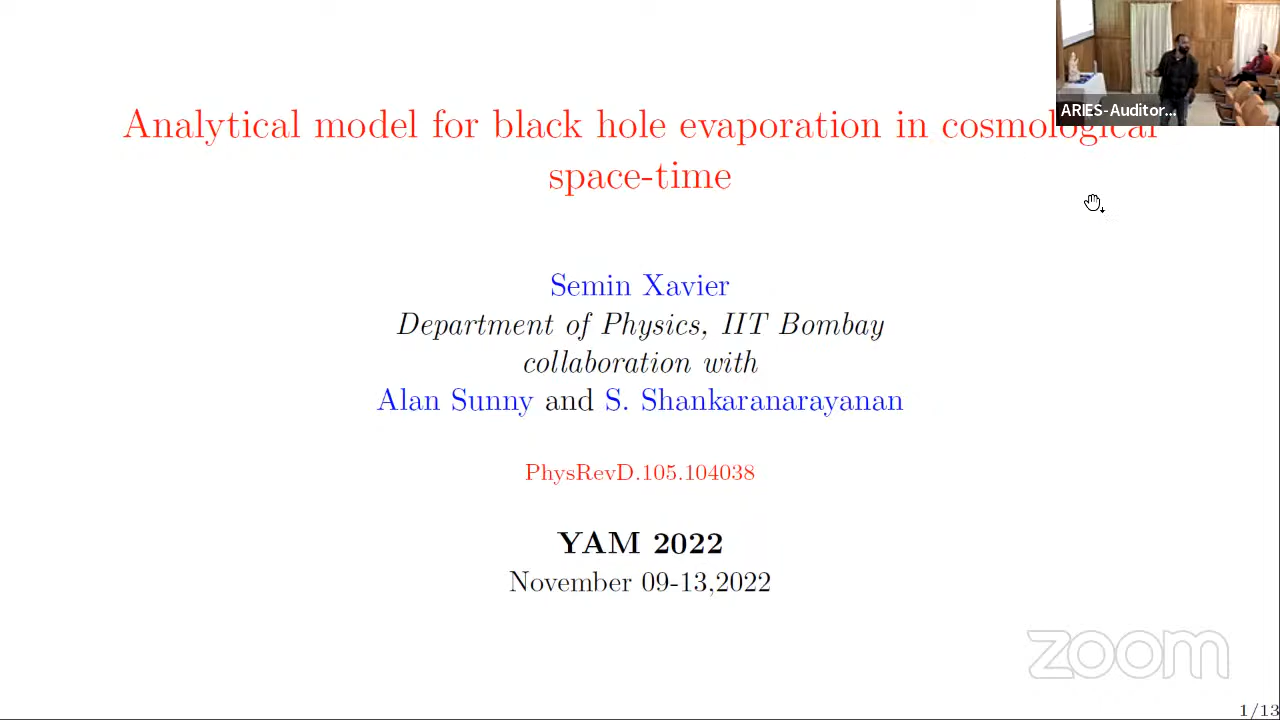 ARIES-Auditor...
Analytical model for black hole evaporation in cosmological
space-time
Semin Xavier
Department of Physics, IIT Bombay
collaboration with
Alan Sunny and S. Shankaranarayanan
PhysRevD.105.104038
YAM 2022
November 09-13,2022
zoom
1/13